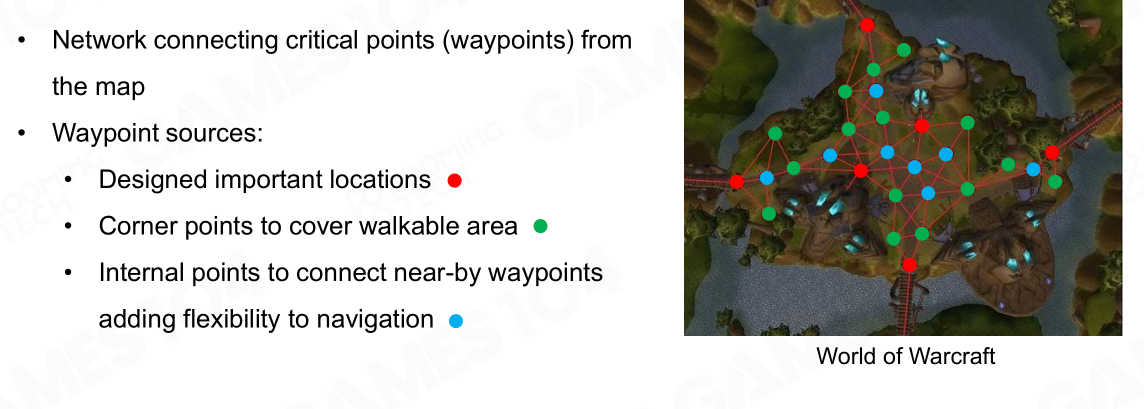 • Network connecting critical points (waypoints) from
the map
• Waypoint sources:
• Designed important locations
• Corner points to cover walkable area
• Internal points to connect near-by waypoints
adding flexibility to navigation
World of Warcraft